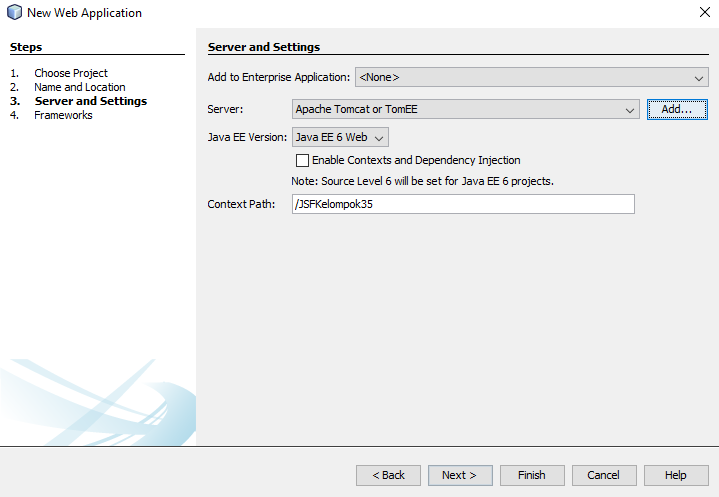 New Web Application
Steps
1. Choose Project
2. Name and Location
3. Server and Settings
4. Frameworks
Server and Settings
Add to Enterprise Application: <None>
Server: Apache Tomcat or TomEE Add...
Java EE Version: Java EE 6 Web
Enable Contexts and Dependency Injection
Note: Source Level 6 will be set for Java EE 6 projects.
Context Path: /JSFKelompok35
< Back Next > Finish Cancel Help